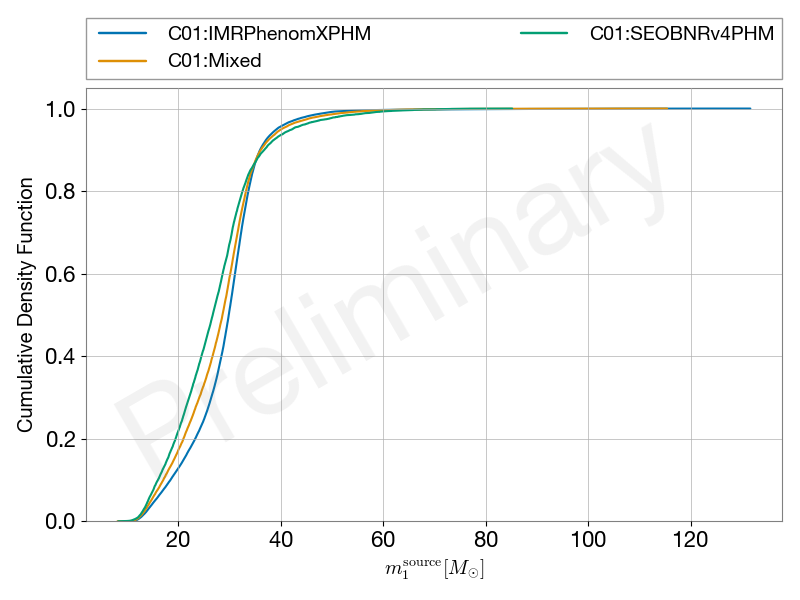 C01:IMRPhenomXPHM
C01:Mixed
C01:SEOBNRv4PHM
Preliminary
Cumulative Density Function
1.0
0.8
0.6
0.4
0.2
0.0
20 40 60 80 100 120
m₁^source [M⊙]